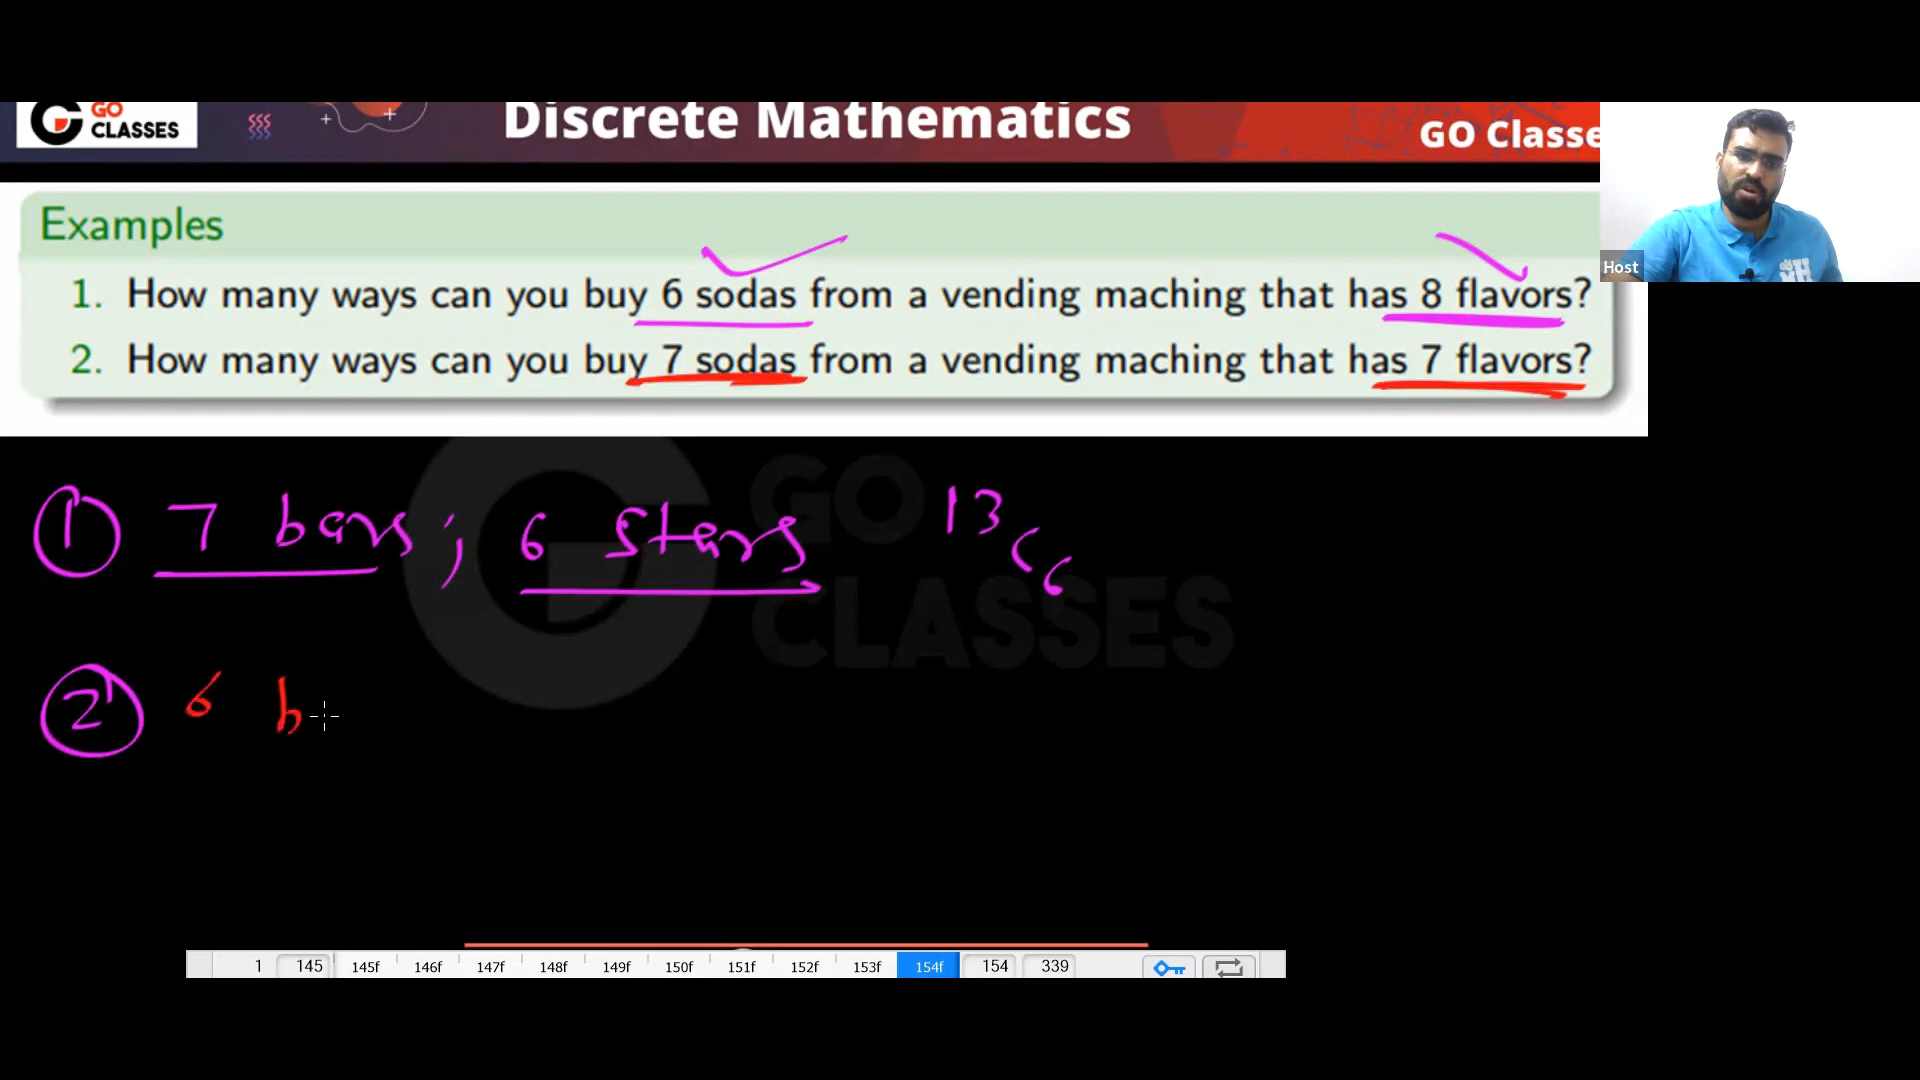 GO
CLASSES
Discrete Mathematics
GO Classe
Host
Examples
1. How many ways can you buy 6 sodas from a vending maching that has 8 flavors?
2. How many ways can you buy 7 sodas from a vending maching that has 7 flavors?
GO
CLASSES
1 7 bars; 6 stars 13C6
2 6 b
1 145 145f 146f 147f 148f 149f 150f 151f 152f 153f 154f 154 339